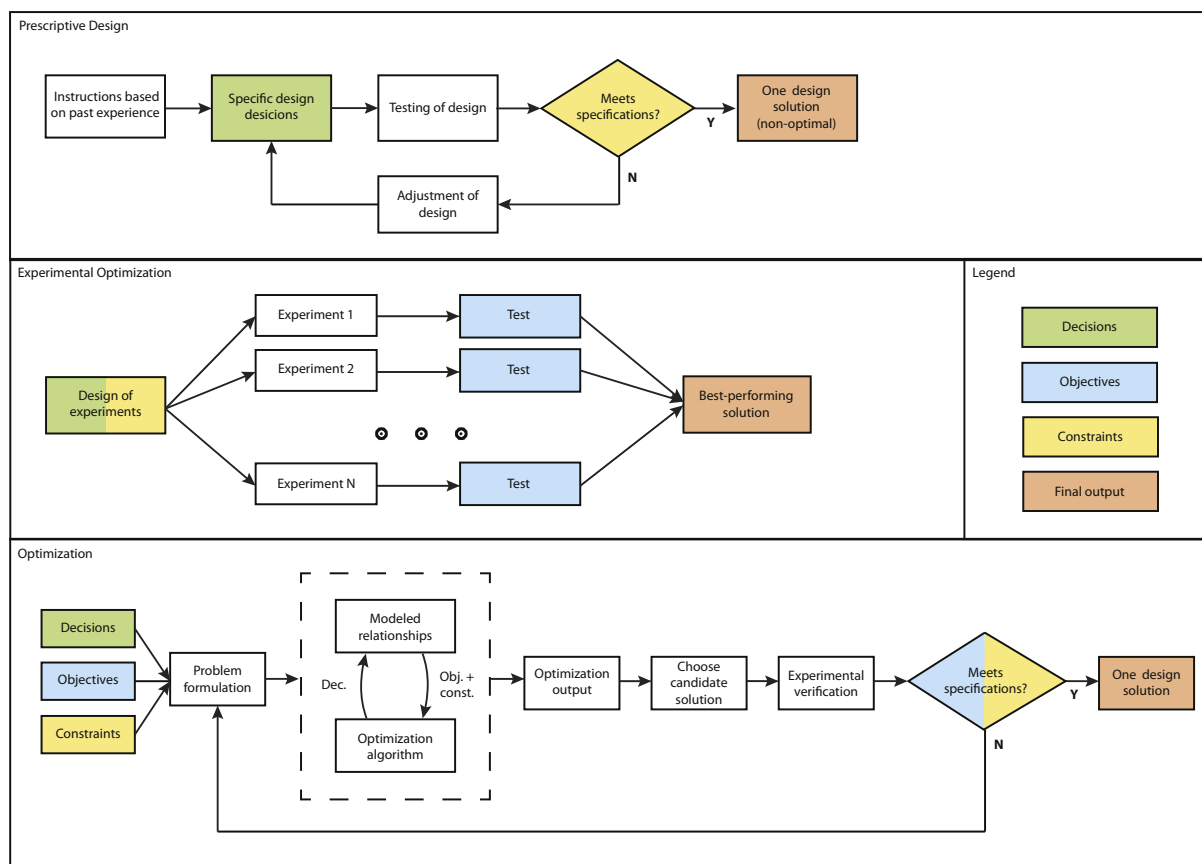 Prescriptive Design
Instructions based
on past experience
Specific design
desicions
Testing of design
Meets
specifications?
Y
One design
solution
(non-optimal)
N
Adjustment of
design
Experimental Optimization
Legend
Experiment 1
Test
Decisions
Experiment 2
Test
Objectives
Design of
experiments
Best-performing
solution
Constraints
Experiment N
Test
Final output
Optimization
Decisions
Objectives
Constraints
Problem
formulation
Modeled
relationships
Dec.
Obj. +
const.
Optimization
algorithm
Optimization
output
Choose
candidate
solution
Experimental
verification
Meets
specifications?
Y
One design
solution
N